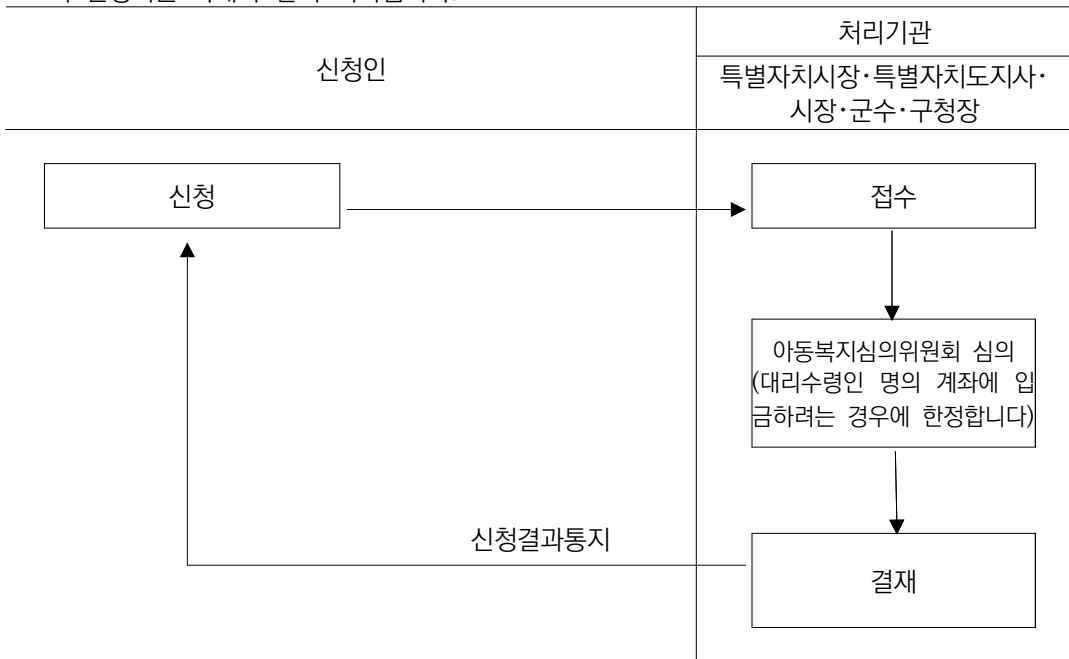 처리기관
신청인
특별자치시장·특별자치도지사·
시장·군수·구청장
신청
접수
아동복지심의위원회 심의
(대리수령인 명의 계좌에 입
금하려는 경우에 한정합니다)
신청결과통지
결재